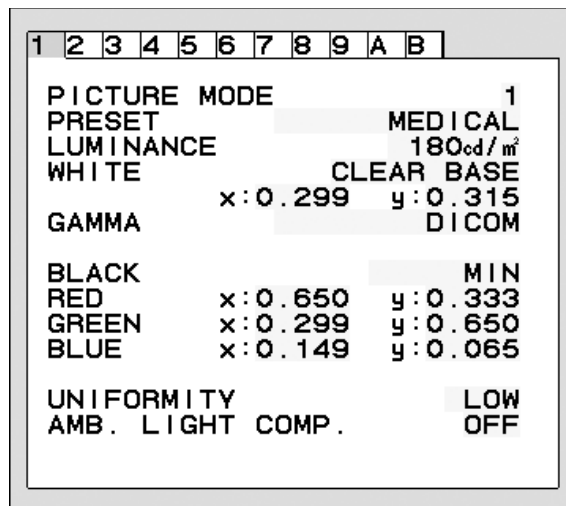 1 2 3 4 5 6 7 8 9 A B
PICTURE MODE 1
PRESET MEDICAL
LUMINANCE 180cd/㎡
WHITE CLEAR BASE
x:0.299 y:0.315
GAMMA DICOM
BLACK MIN
RED x:0.650 y:0.333
GREEN x:0.299 y:0.650
BLUE x:0.149 y:0.065
UNIFORMITY LOW
AMB. LIGHT COMP. OFF